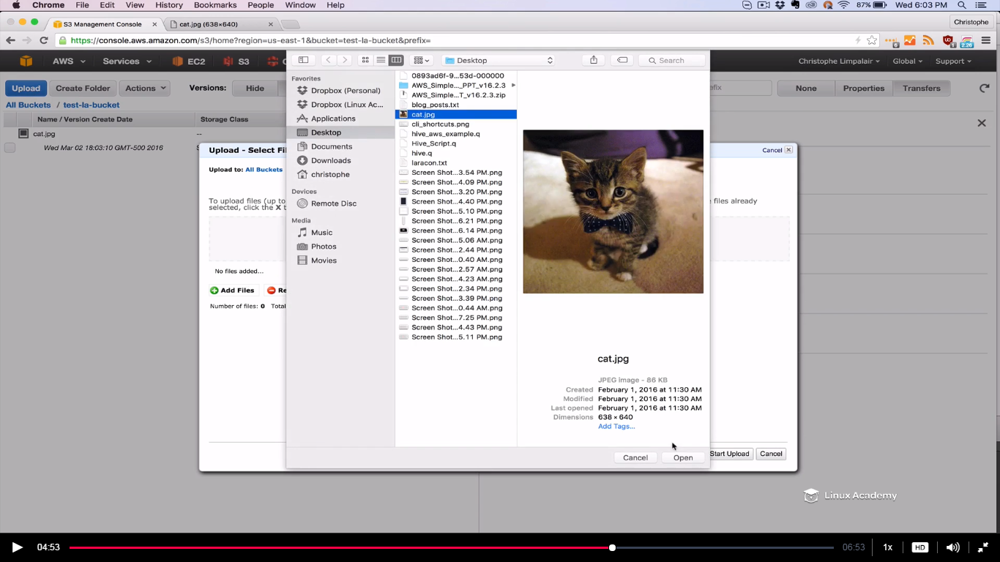 Chrome File Edit View History Bookmarks People Window Help 87% Wed 6:03 PM
S3 Management Console cat.jpg (638×640) Christophe
https://console.aws.amazon.com/s3/home?region=us-east-1&bucket=test-la-bucket&prefix= 6 1 2.26
AWS Services EC2 S3 Christophe Limpalair Global Support
Desktop Search
Upload Create Folder Actions Versions: Hide efix None Properties Transfers
All Buckets / test-la-bucket
Name / Version Create Date Storage Class
cat.jpg --
Wed Mar 02 18:03:10 GMT-500 2016
Upload - Select Fil Cancel
Upload to: All Buckets
To upload files (up to files already
selected, click the X t
No files added...
Add Files Re
Number of files: 0 Total
Start Upload Cancel
Favorites
Dropbox (Personal)
Dropbox (Linux Ac...
Applications
Desktop
Documents
Downloads
christophe
Devices
Remote Disc
Media
Music
Photos
Movies
0893ad6f-9...53d-000000
AWS_Simple..._PPT_v16.2.3
AWS_Simple...T_v16.2.3.zip
blog_posts.txt
cat.jpg
cli_shortcuts.png
hive_aws_example.q
Hive_Script.q
hive.q
laracon.txt
Screen Shot...3.54 PM.png
Screen Shot...4.09 PM.png
Screen Shot...3.20 PM.png
Screen Shot...4.40 PM.png
Screen Shot...5.10 PM.png
Screen Shot...6.21 PM.png
Screen Shot...6.14 PM.png
Screen Shot...5.06 AM.png
Screen Shot...2.44 PM.png
Screen Shot...0.40 AM.png
Screen Shot...2.57 AM.png
Screen Shot...4.23 AM.png
Screen Shot...2.34 PM.png
Screen Shot...3.39 PM.png
Screen Shot...0.44 AM.png
Screen Shot...7.25 PM.png
Screen Shot...4.43 PM.png
Screen Shot...5.11 PM.png
cat.jpg
JPEG image - 86 KB
Created February 1, 2016 at 11:30 AM
Modified February 1, 2016 at 11:30 AM
Last opened February 1, 2016 at 11:30 AM
Dimensions 638 × 640
Add Tags...
Cancel Open
Linux Academy
04:53 06:53 1x HD